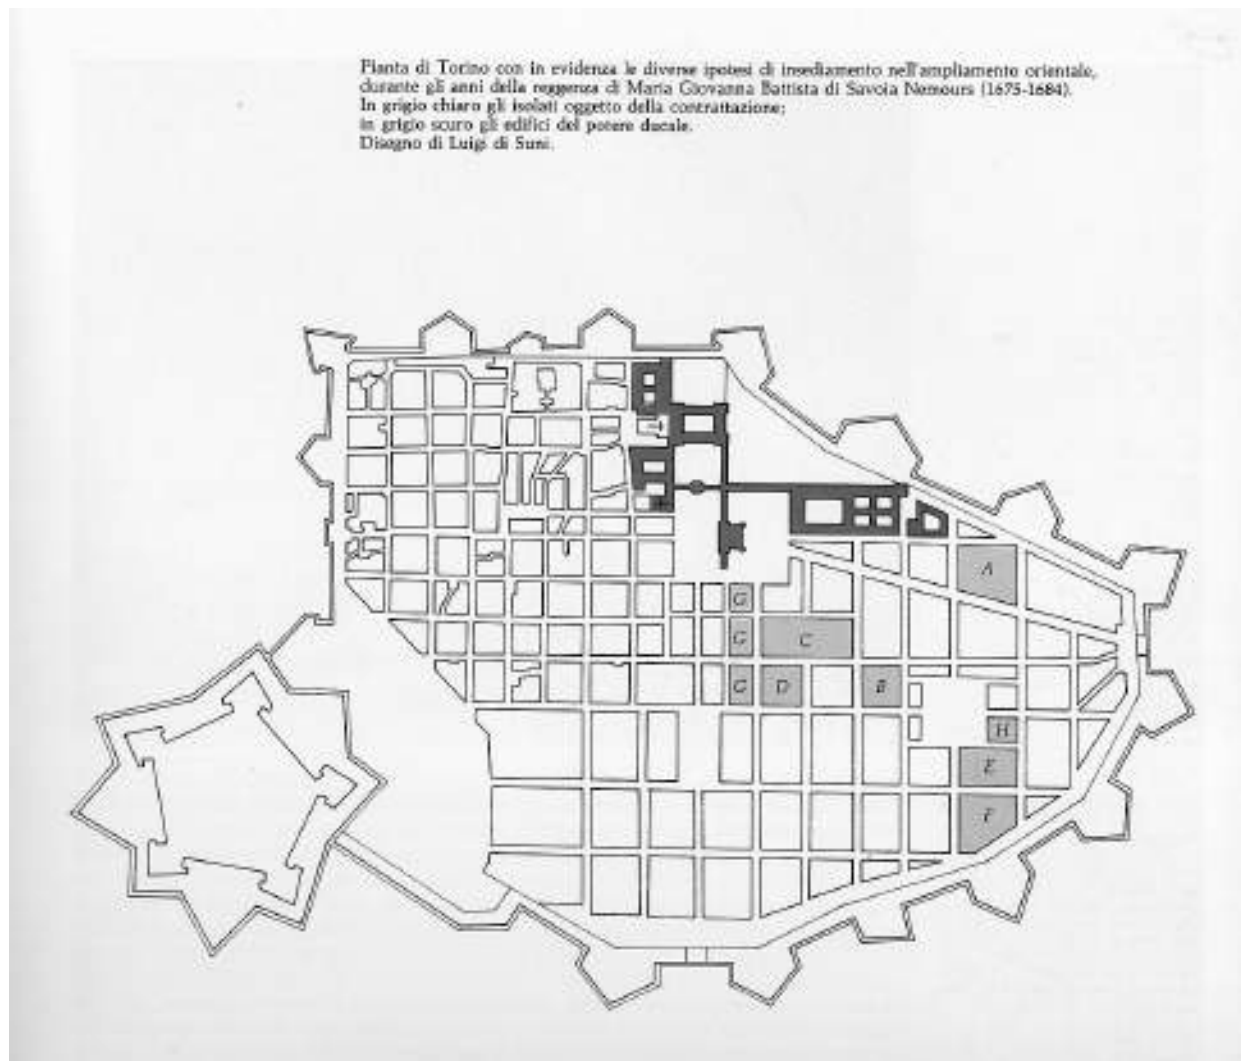 Pianta di Torino con in evidenza le diverse ipotesi di insediamento nell'ampliamento orientale,
durante gli anni della reggenza di Maria Giovanna Battista di Savoia Nemours (1675-1684).
In grigio chiaro gli isolati oggetto della contrattazione;
in grigio scuro gli edifici del potere ducale.
Disegno di Luigi di Suni.
A
G
G
C
G
D
B
H
E
F